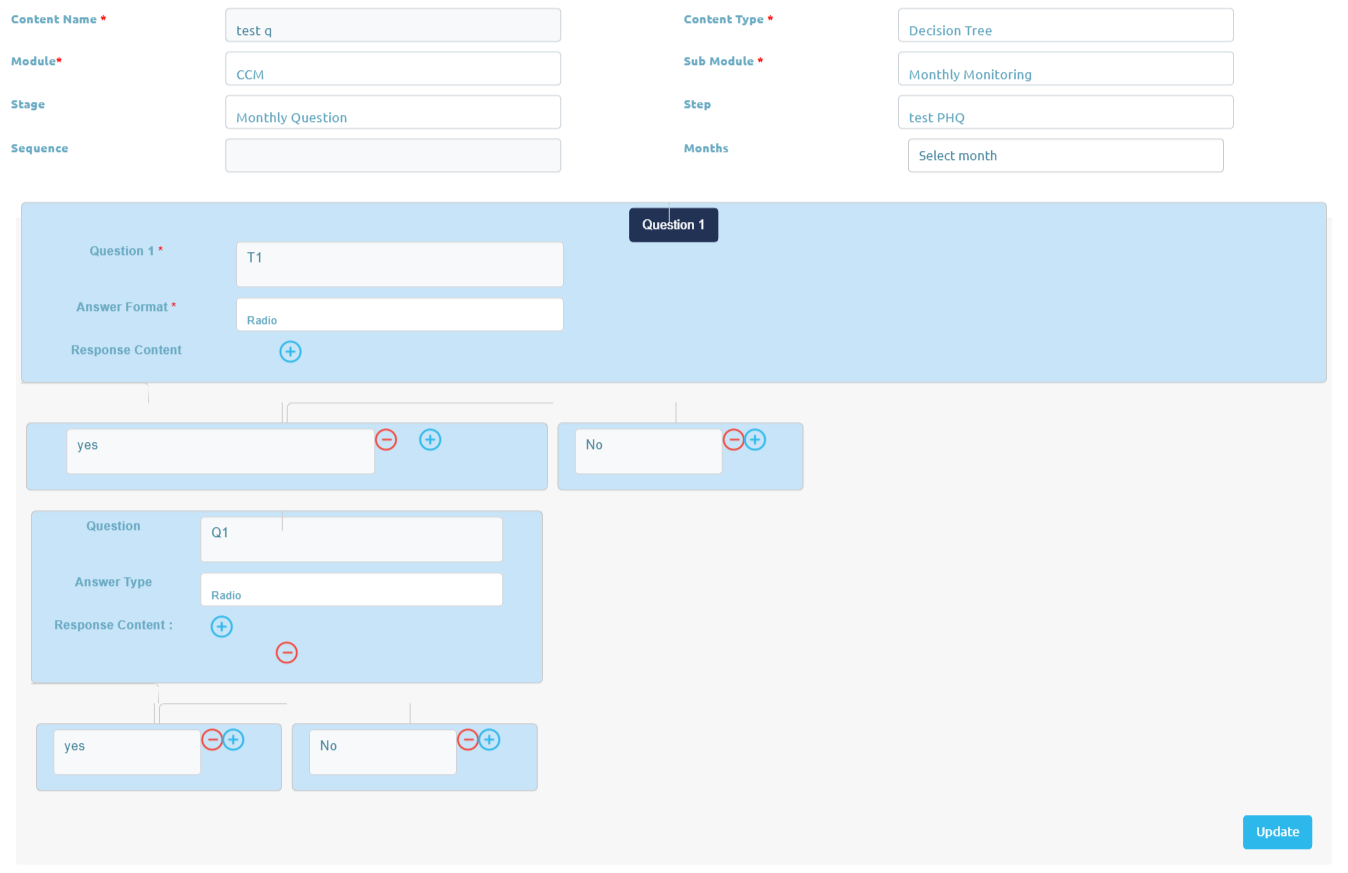 Content Name *
test q
Content Type *
Decision Tree
Module*
CCM
Sub Module *
Monthly Monitoring
Stage
Monthly Question
Step
test PHQ
Sequence
Months
Select month
Question 1
Question 1 *
T1
Answer Format *
Radio
Response Content
yes
No
Question
Q1
Answer Type
Radio
Response Content :
yes
No
Update